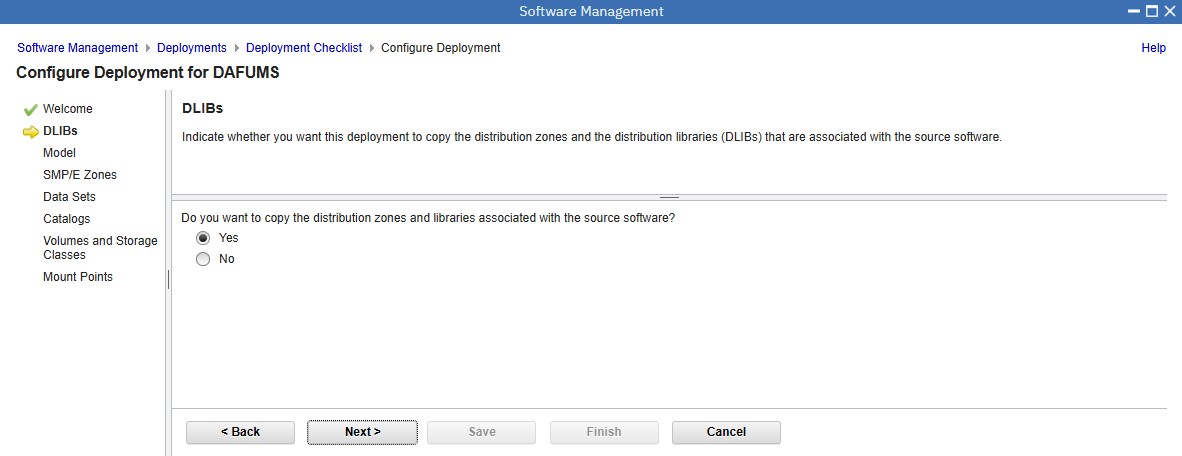 Software Management
Software Management Deployments Deployment Checklist Configure Deployment Help
Configure Deployment for DAFUMS
Welcome
DLIBs
Model
SMP/E Zones
Data Sets
Catalogs
Volumes and Storage
Classes
Mount Points
DLIBs
Indicate whether you want this deployment to copy the distribution zones and the distribution libraries (DLIBs) that are associated with the source software.
Do you want to copy the distribution zones and libraries associated with the source software?
Yes
No
< Back Next > Save Finish Cancel